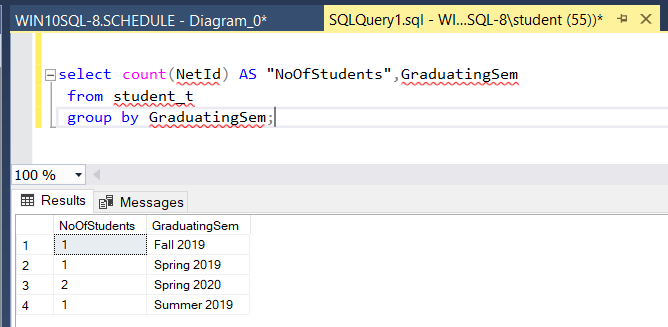 WIN10SQL-8.SCHEDULE - Diagram_0*
SQLQuery1.sql - WI...SQL-8\student (55))*
select count(NetId) AS "NoOfStudents",GraduatingSem
from student_t
group by GraduatingSem;
100 %
Results Messages
NoOfStudents GraduatingSem
1 1 Fall 2019
2 1 Spring 2019
3 2 Spring 2020
4 1 Summer 2019